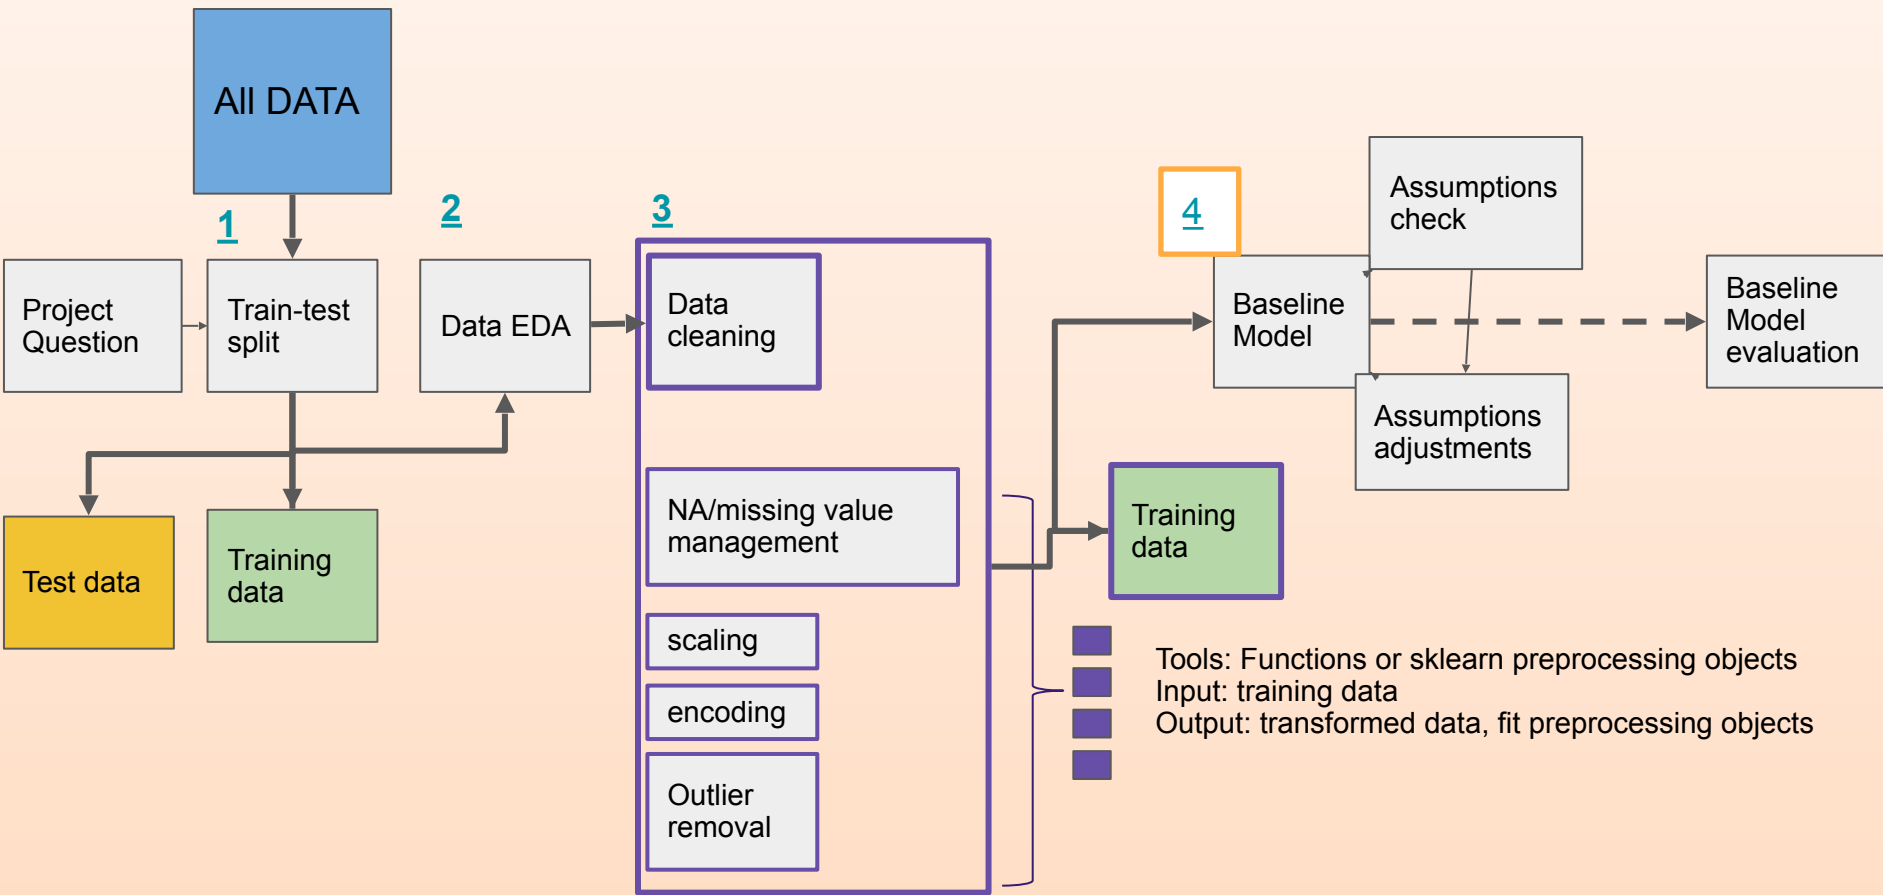 All DATA
1
2
3
4
Project
Question
Train-test
split
Data EDA
Data
cleaning
Baseline
Model
Assumptions
check
Baseline
Model
evaluation
Assumptions
adjustments
Test data
Training
data
NA/missing value
management
scaling
encoding
Outlier
removal
Training
data
Tools: Functions or sklearn preprocessing objects
Input: training data
Output: transformed data, fit preprocessing objects